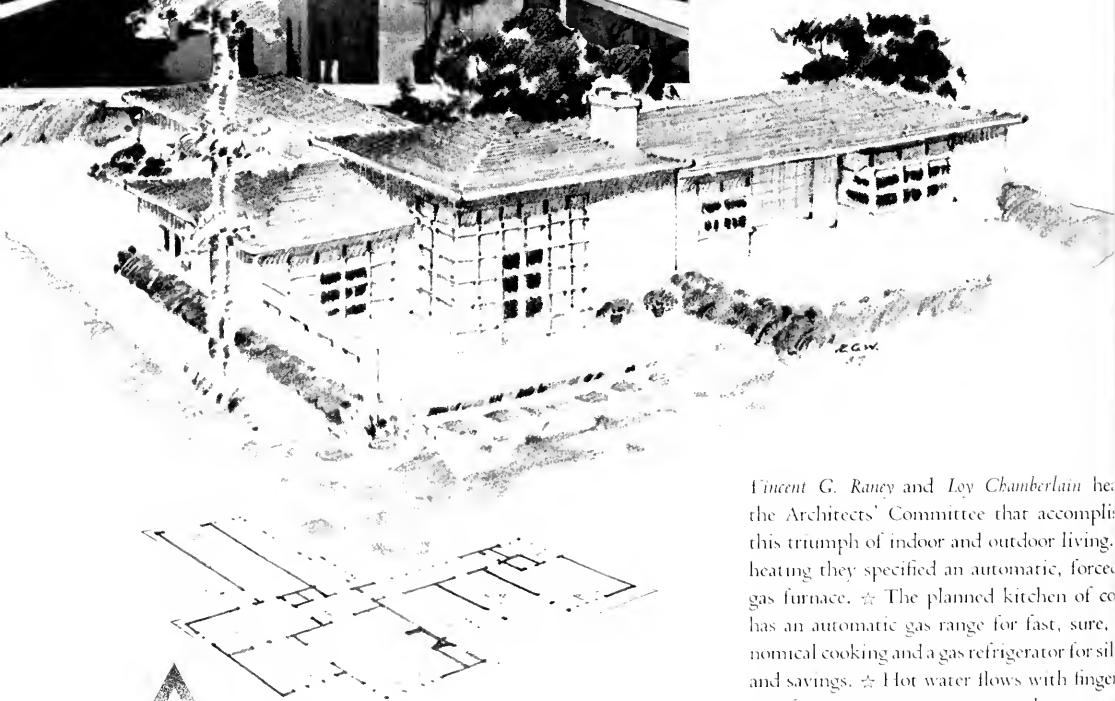 E.G.W.
Vincent G. Raney and Loy Chamberlain hea
the Architects' Committee that accomplis
this triumph of indoor and outdoor living.
heating they specified an automatic, forced
gas furnace. ☆ The planned kitchen of co
has an automatic gas range for fast, sure,
nomical cooking and a gas refrigerator for sil
and savings. ☆ Hot water flows with finger